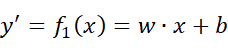 y′ = f₁(x) = w · x + b